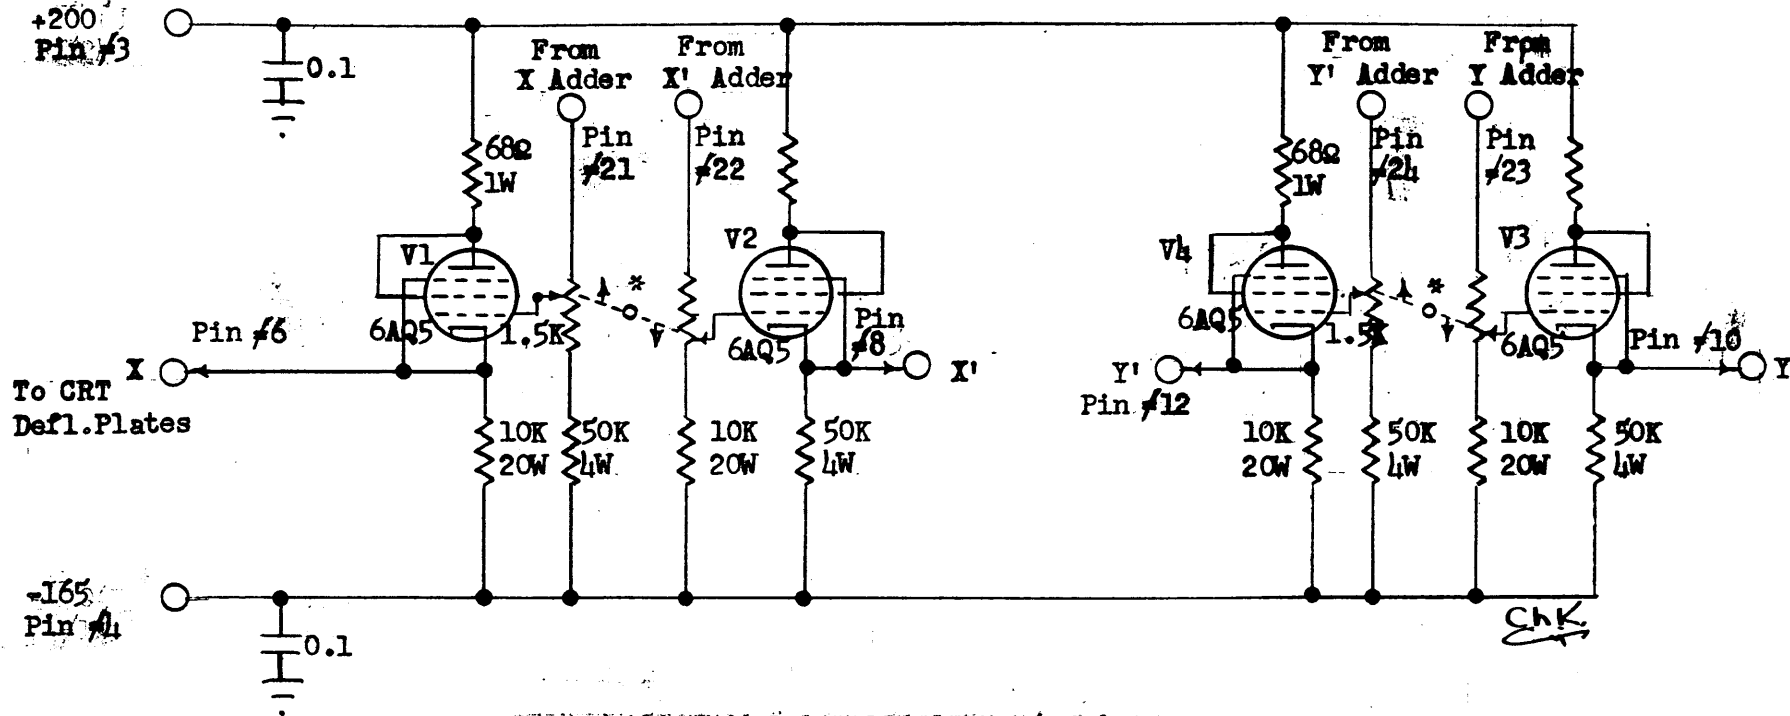 +200
Pin #3
0.1
From
X Adder
From
X' Adder
From
Y' Adder
From
Y Adder
Pin
#21
Pin
#22
Pin
#24
Pin
#23
68Ω
1W
68Ω
1W
V1
V2
V4
V3
*
*
6AQ5
1.5K
6AQ5
6AQ5
1.5K
6AQ5
Pin #6
Pin
#8
Pin #10
X
X'
Y'
Y
To CRT
Defl.Plates
Pin #12
10K
20W
50K
4W
10K
20W
50K
4W
10K
20W
50K
4W
10K
20W
50K
4W
-165
Pin #4
0.1
ChK.